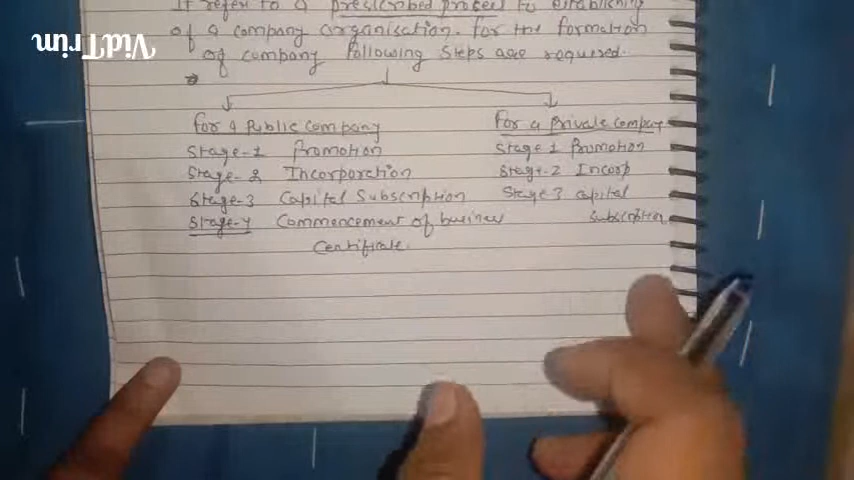 It refer to a prescribed process to establishing
of a company organisation. for the formation
of company following steps are required.
for a Public Company
Stage-1 Promotion
Stage-2 Incorporation
Stage-3 Capital Subscription
Stage-4 Commencement of business
Certificate.
for a private company
Stage 1 Promotion
Stage-2 Incorp
Stage 3 capital
Subscription
VidTrim